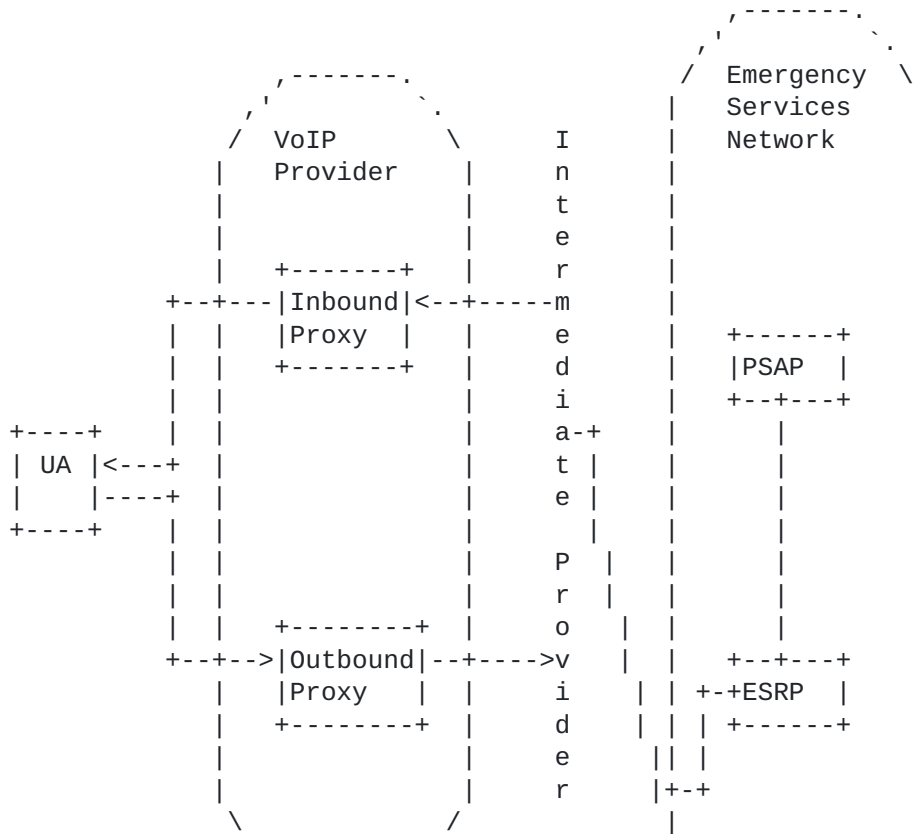 Emergency
Services
Network
VoIP
Provider
Intermediate Provider
Inbound
Proxy
PSAP
UA
Outbound
Proxy
ESRP